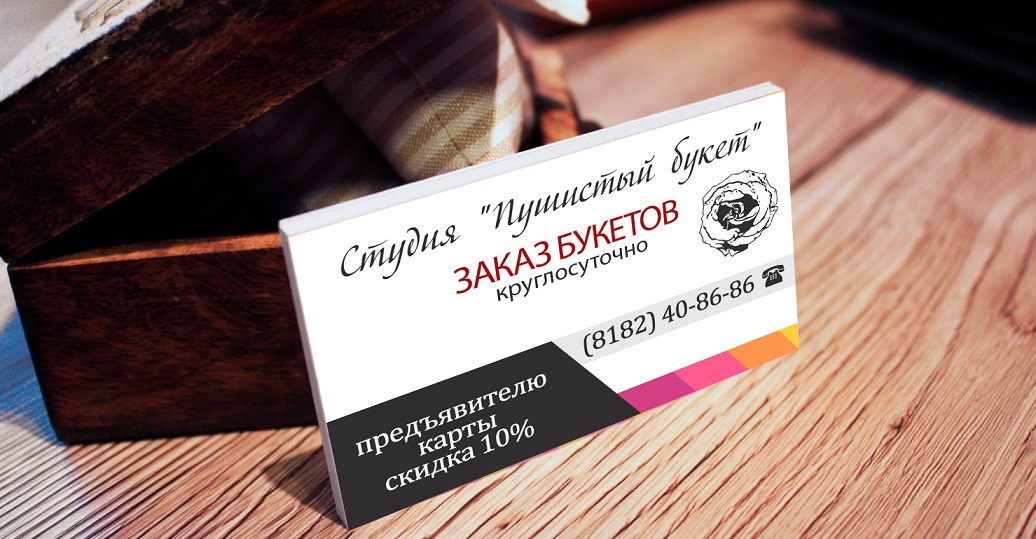 Студия "Пушистый букет"
ЗАКАЗ БУКЕТОВ
круглосуточно
(8182) 40-86-86
предъявителю
карты
скидка 10%